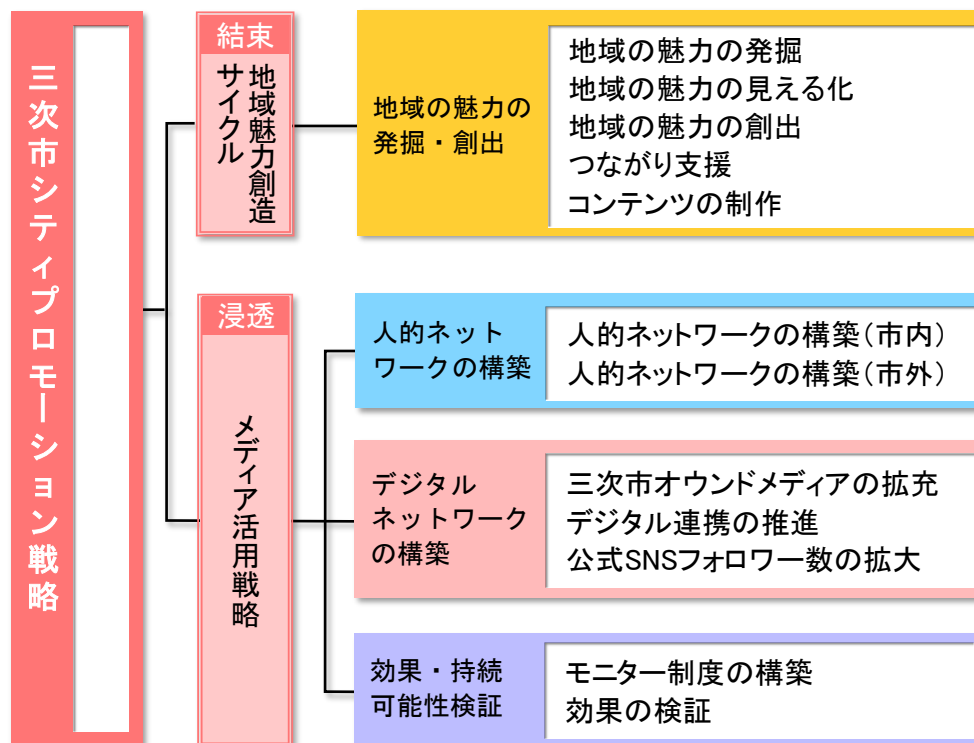 三次市シティプロモーション戦略
結束
地域魅力創造
サイクル
地域の魅力の
発掘・創出
地域の魅力の発掘
地域の魅力の見える化
地域の魅力の創出
つながり支援
コンテンツの制作
浸透
メディア活用戦略
人的ネット
ワークの構築
人的ネットワークの構築(市内)
人的ネットワークの構築(市外)
デジタル
ネットワーク
の構築
三次市オウンドメディアの拡充
デジタル連携の推進
公式SNSフォロワー数の拡大
効果・持続
可能性検証
モニター制度の構築
効果の検証